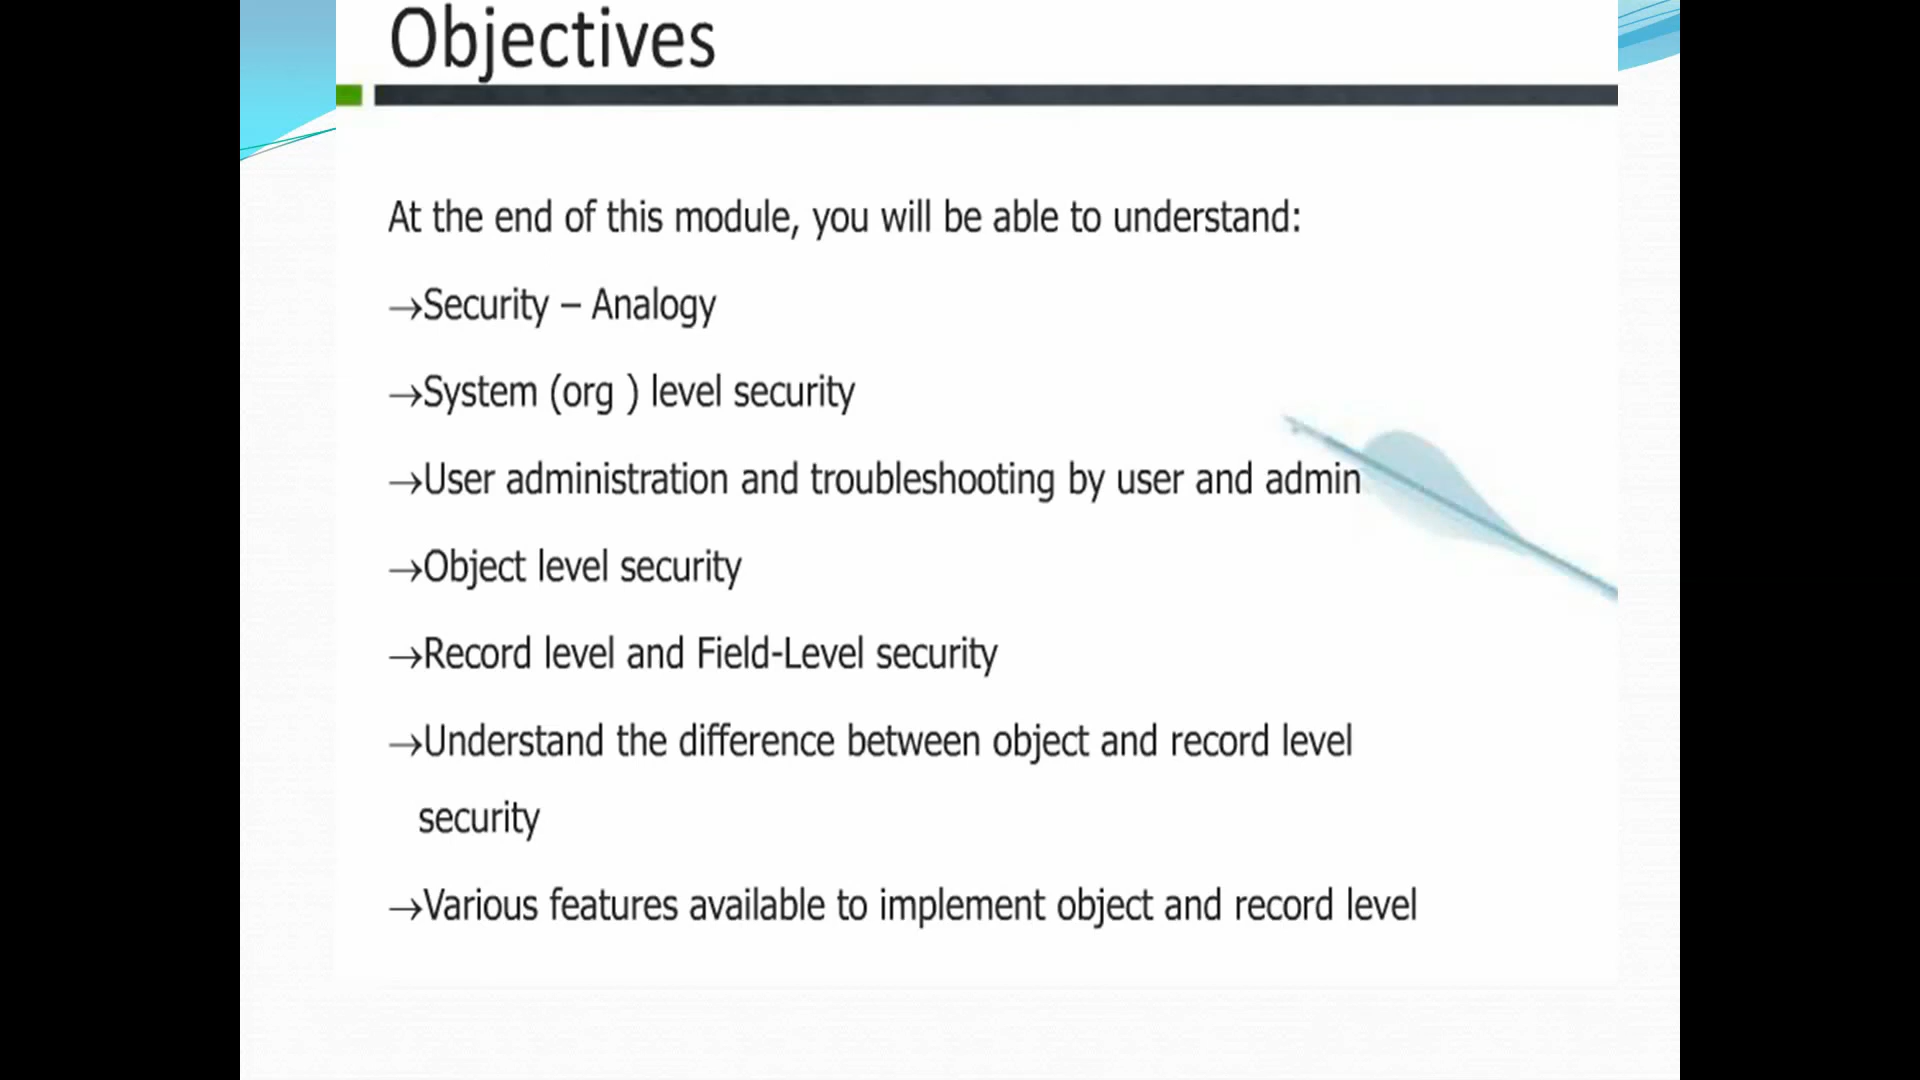 Objectives
At the end of this module, you will be able to understand:
→Security – Analogy
→System (org ) level security
→User administration and troubleshooting by user and admin
→Object level security
→Record level and Field-Level security
→Understand the difference between object and record level
security
→Various features available to implement object and record level